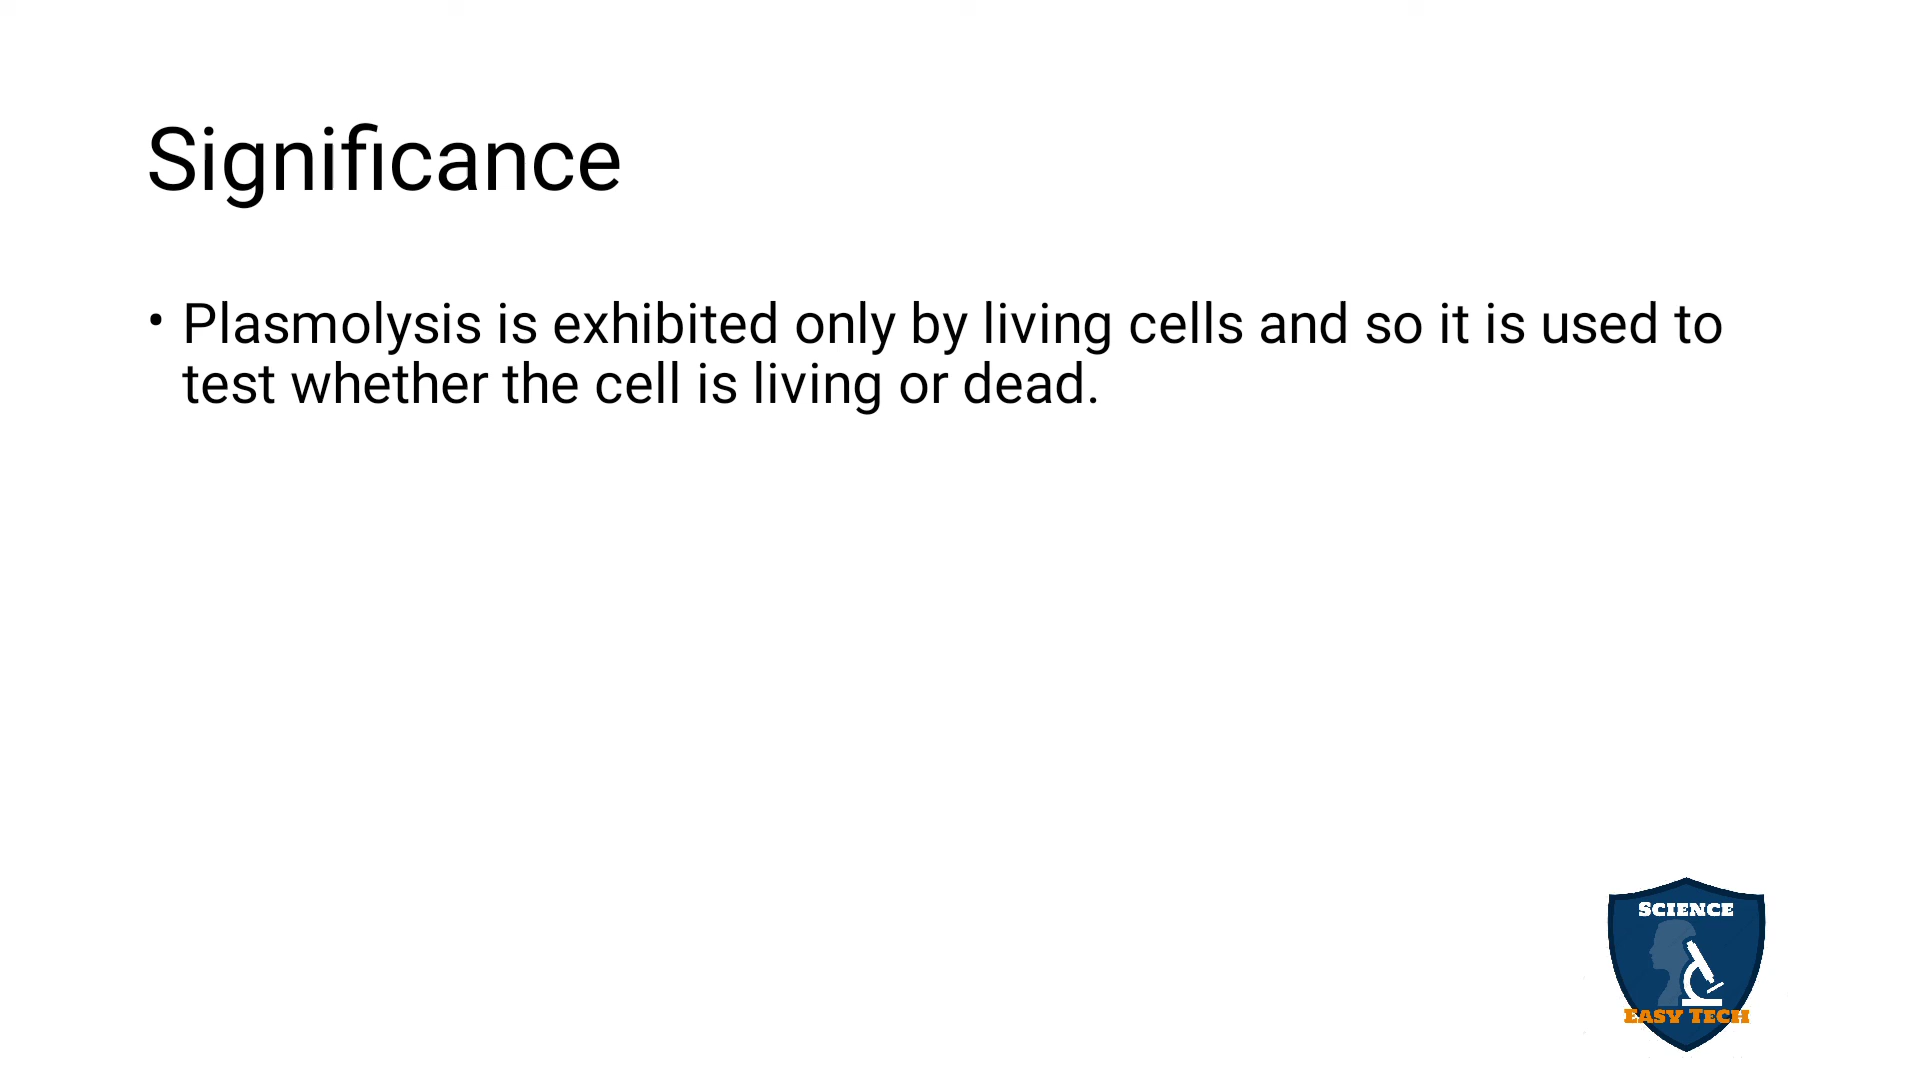 Significance
• Plasmolysis is exhibited only by living cells and so it is used to
test whether the cell is living or dead.
SCIENCE
EASY TECH